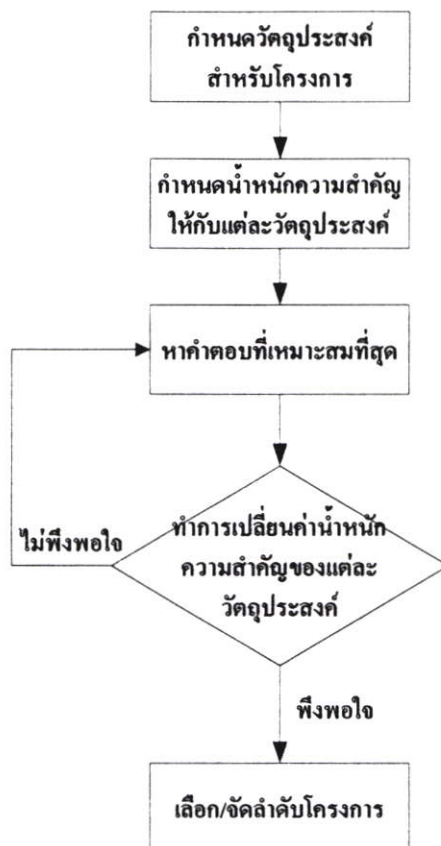 กำหนดวัตถุประสงค์
สำหรับโครงการ
กำหนดน้ำหนักความสำคัญ
ให้กับแต่ละวัตถุประสงค์
หาคำตอบที่เหมาะสมที่สุด
ไม่พึงพอใจ
ทำการเปลี่ยนค่าน้ำหนัก
ความสำคัญของแต่ละ
วัตถุประสงค์
พึงพอใจ
เลือก/จัดลำดับโครงการ